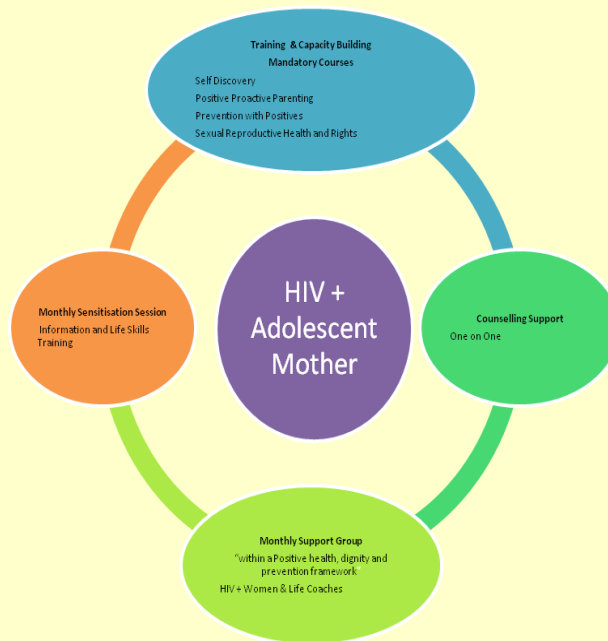 Training & Capacity Building
Mandatory Courses
Self Discovery
Positive Proactive Parenting
Prevention with Positives
Sexual Reproductive Health and Rights
HIV +
Adolescent
Mother
Monthly Sensitisation Session
Information and Life Skills
Training
Counselling Support
One on One
Monthly Support Group
“within a Positive health, dignity and
prevention framework”
HIV + Women & Life Coaches